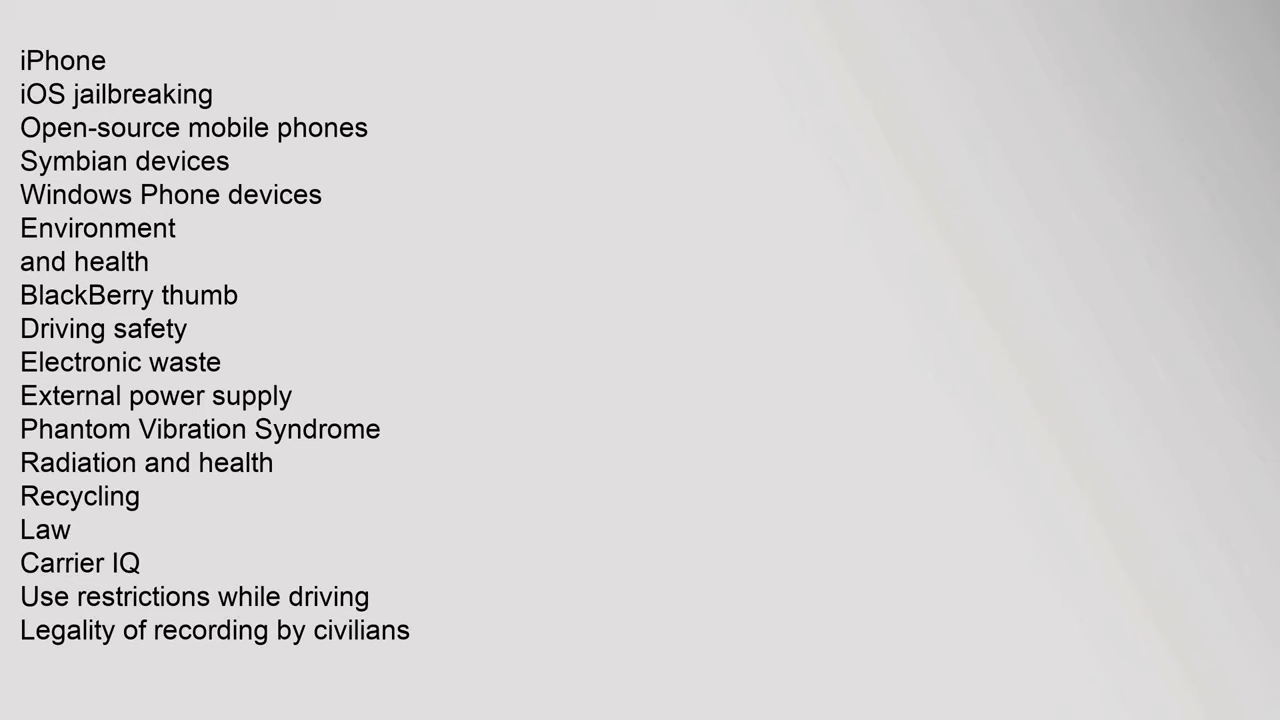 iPhone
iOS jailbreaking
Open-source mobile phones
Symbian devices
Windows Phone devices
Environment
and health
BlackBerry thumb
Driving safety
Electronic waste
External power supply
Phantom Vibration Syndrome
Radiation and health
Recycling
Law
Carrier IQ
Use restrictions while driving
Legality of recording by civilians